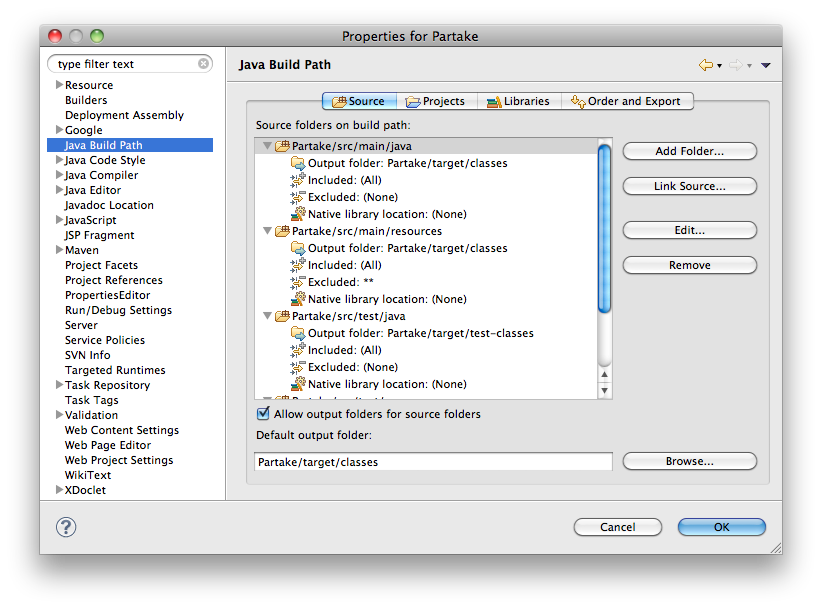 Properties for Partake
type filter text
Resource
Builders
Deployment Assembly
Google
Java Build Path
Java Code Style
Java Compiler
Java Editor
Javadoc Location
JavaScript
JSP Fragment
Maven
Project Facets
Project References
PropertiesEditor
Run/Debug Settings
Server
Service Policies
SVN Info
Targeted Runtimes
Task Repository
Task Tags
Validation
Web Content Settings
Web Page Editor
Web Project Settings
WikiText
XDoclet
Java Build Path
Source Projects Libraries Order and Export
Source folders on build path:
Partake/src/main/java
Output folder: Partake/target/classes
Included: (All)
Excluded: (None)
Native library location: (None)
Partake/src/main/resources
Output folder: Partake/target/classes
Included: (All)
Excluded: **
Native library location: (None)
Partake/src/test/java
Output folder: Partake/target/test-classes
Included: (All)
Excluded: (None)
Native library location: (None)
Add Folder...
Link Source...
Edit...
Remove
Allow output folders for source folders
Default output folder:
Partake/target/classes
Browse...
?
Cancel
OK